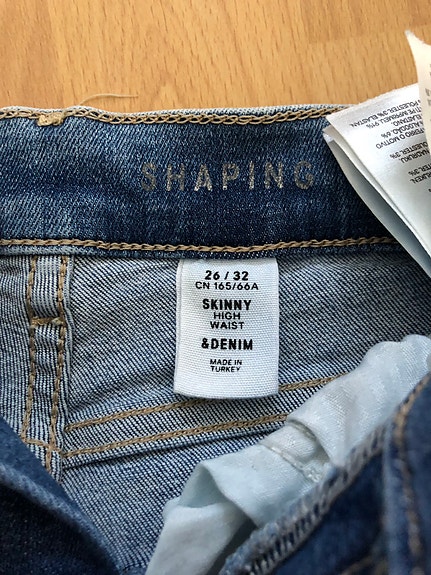 SHAPING
26 / 32
CN 165/66A
SKINNY
HIGH
WAIST
&DENIM
MADE IN
TURKEY